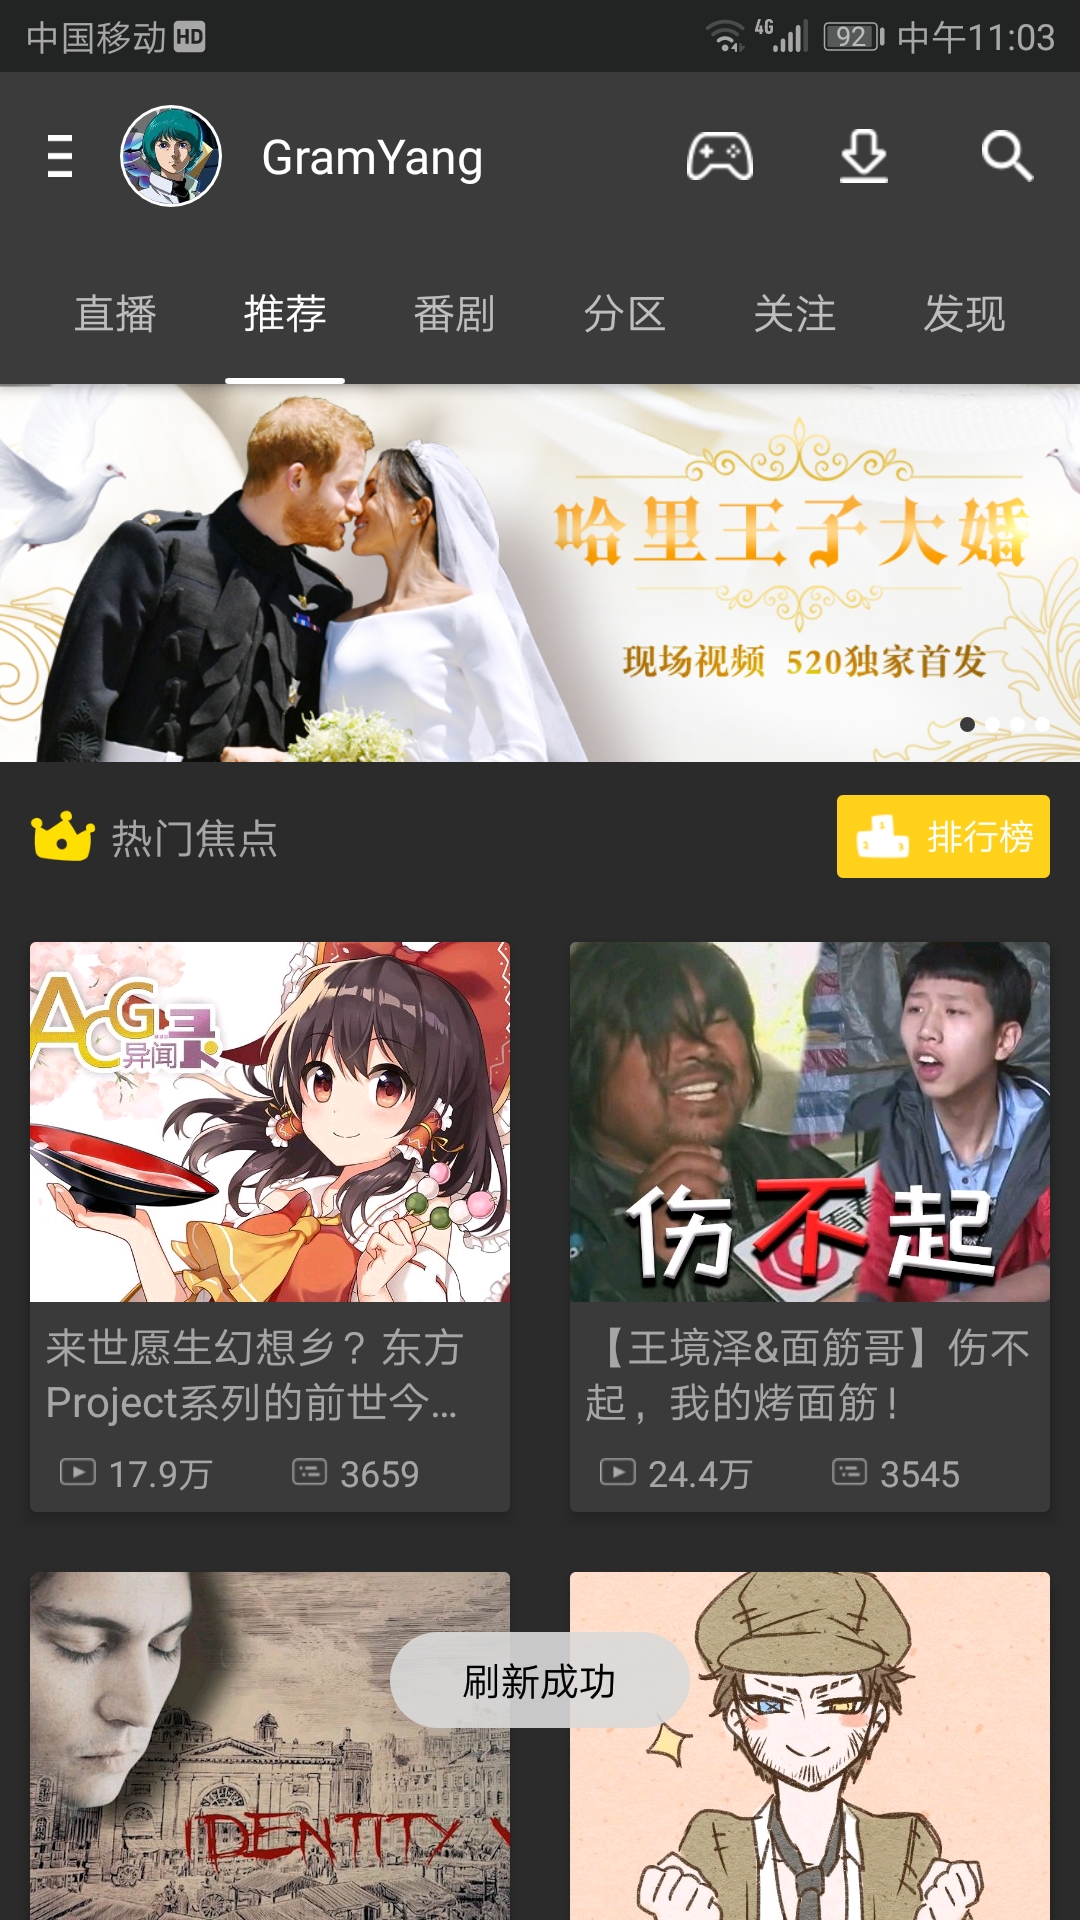 中国移动 HD 4G 92 中午11:03
GramYang
直播 推荐 番剧 分区 关注 发现
哈里王子大婚
现场视频 520独家首发
热门焦点
排行榜
ACG
异闻录
伤不起
来世愿生幻想乡？东方
Project系列的前世今...
17.9万 3659
【王境泽&面筋哥】伤不
起，我的烤面筋！
24.4万 3545
刷新成功
IDENTITY V